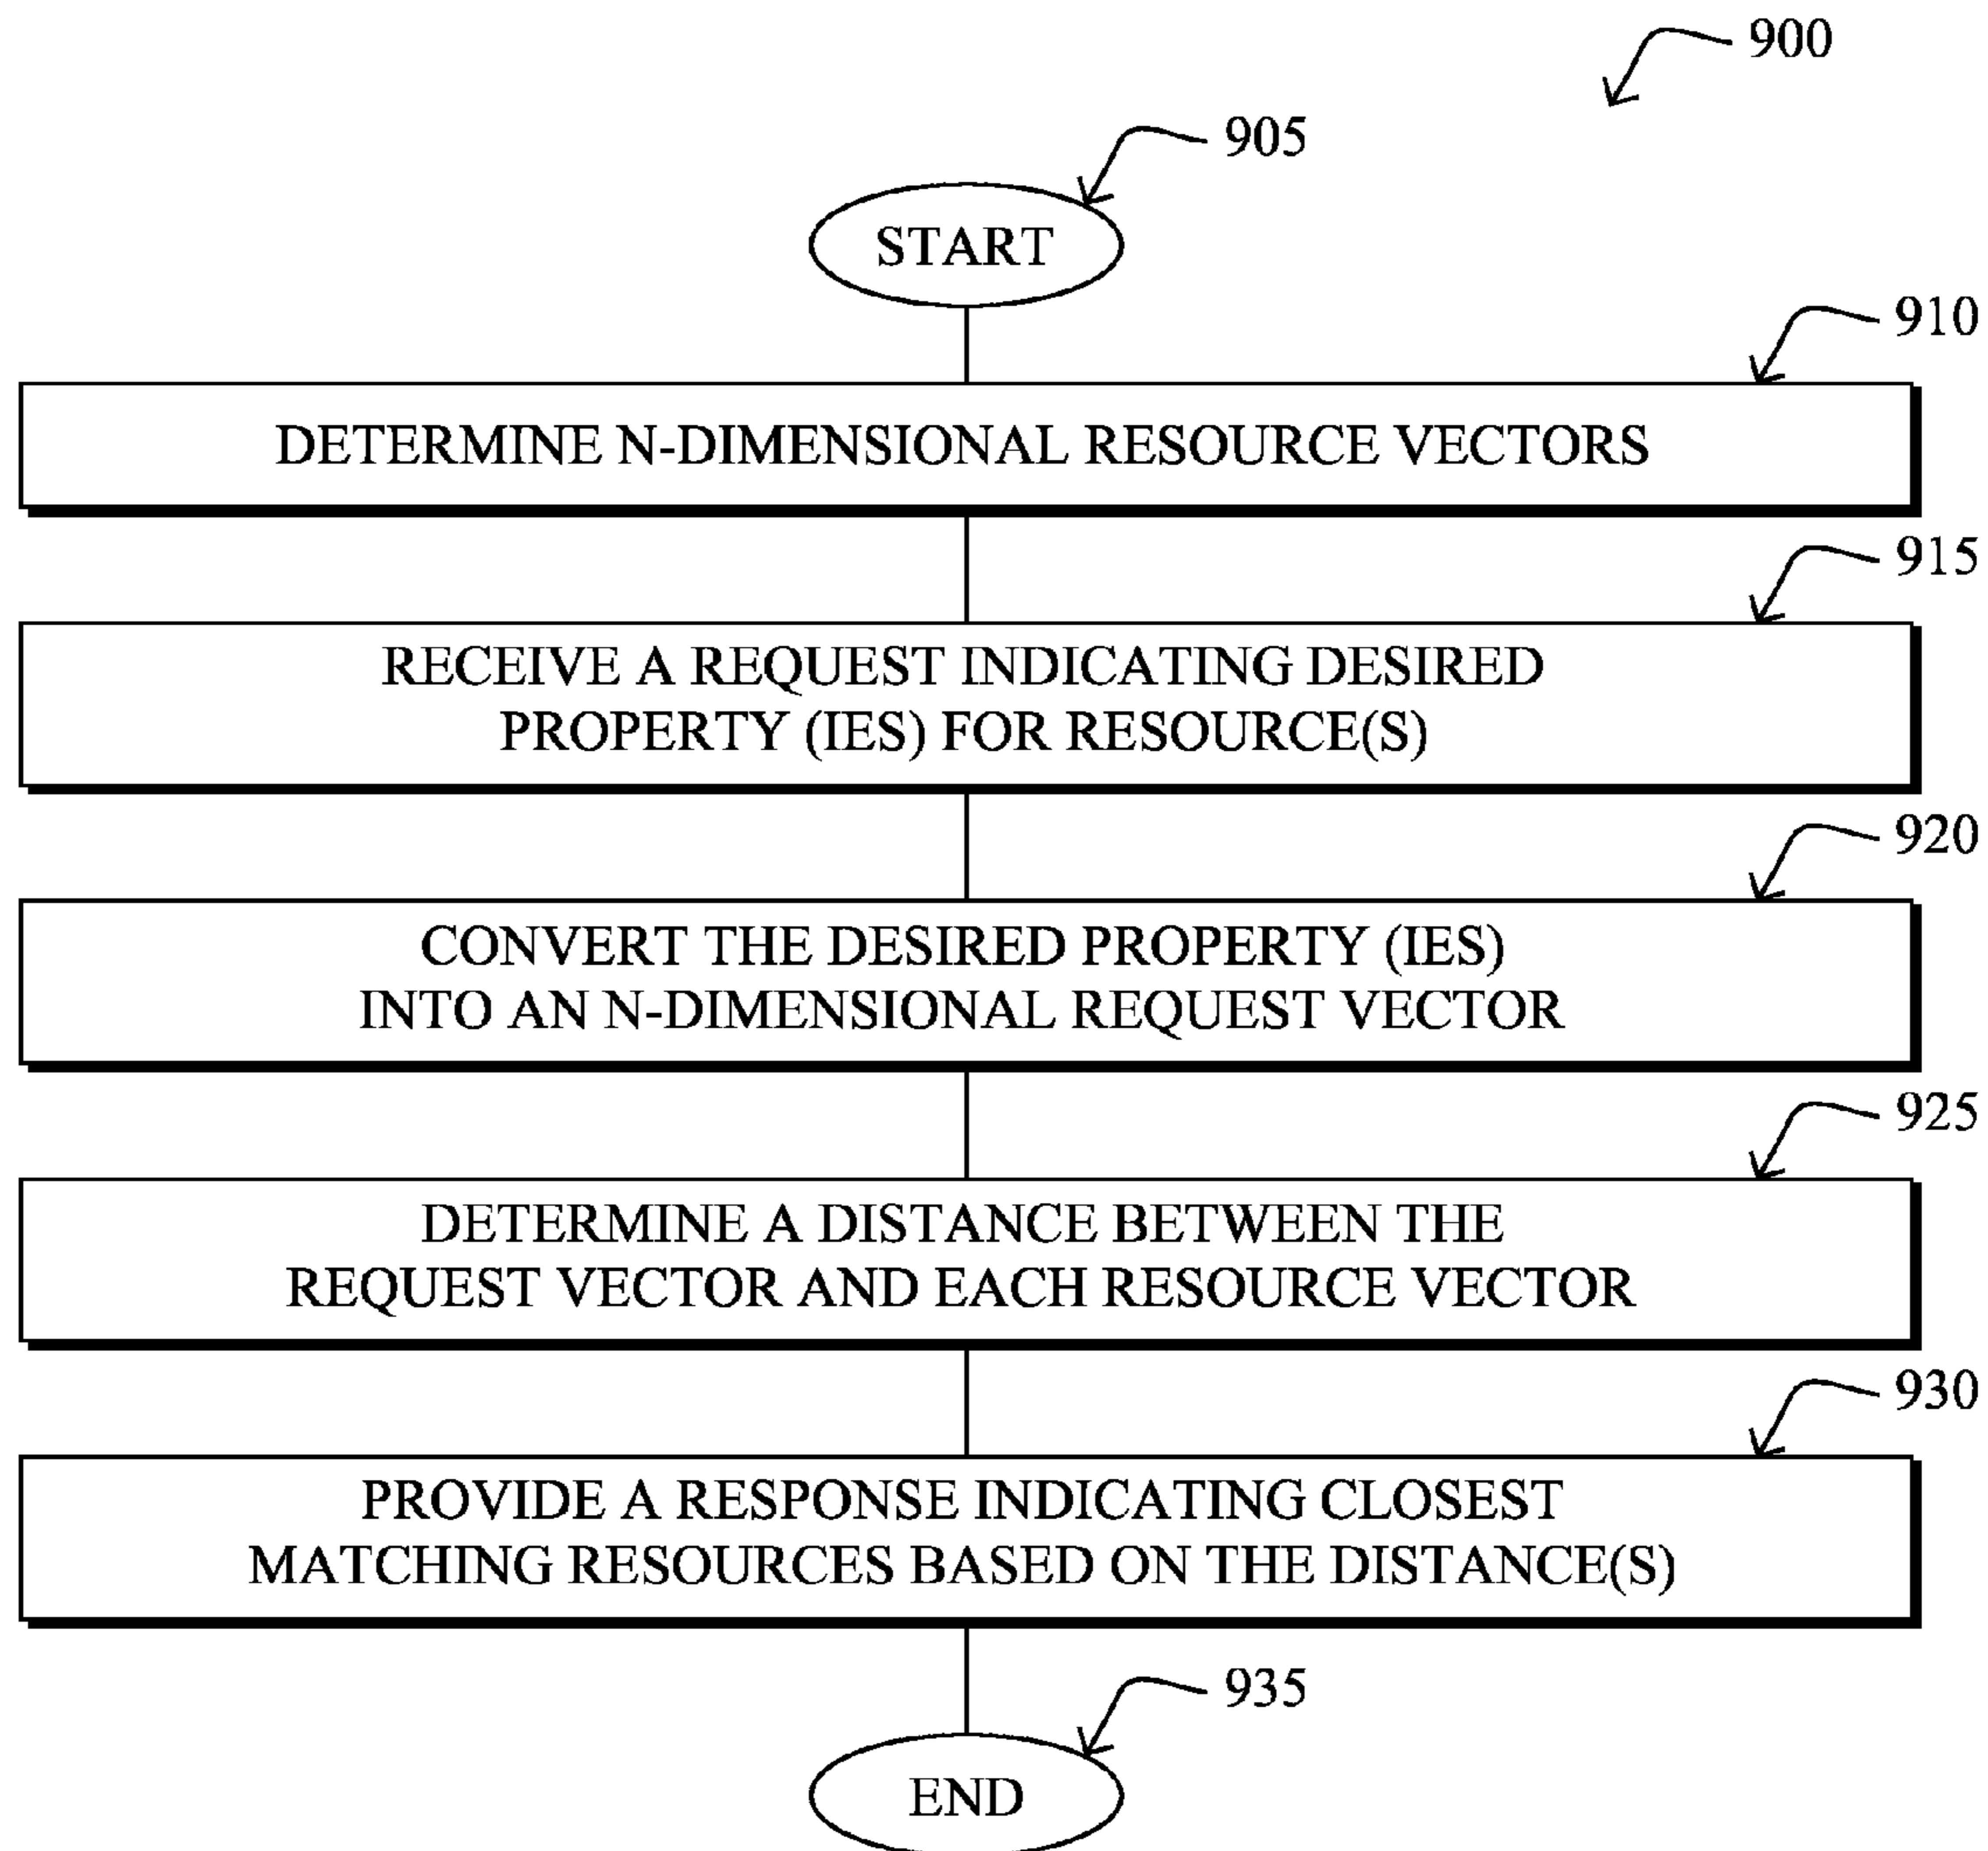 900
905
START
910
DETERMINE N-DIMENSIONAL RESOURCE VECTORS
915
RECEIVE A REQUEST INDICATING DESIRED
PROPERTY (IES) FOR RESOURCE(S)
920
CONVERT THE DESIRED PROPERTY (IES)
INTO AN N-DIMENSIONAL REQUEST VECTOR
925
DETERMINE A DISTANCE BETWEEN THE
REQUEST VECTOR AND EACH RESOURCE VECTOR
930
PROVIDE A RESPONSE INDICATING CLOSEST
MATCHING RESOURCES BASED ON THE DISTANCE(S)
935
END